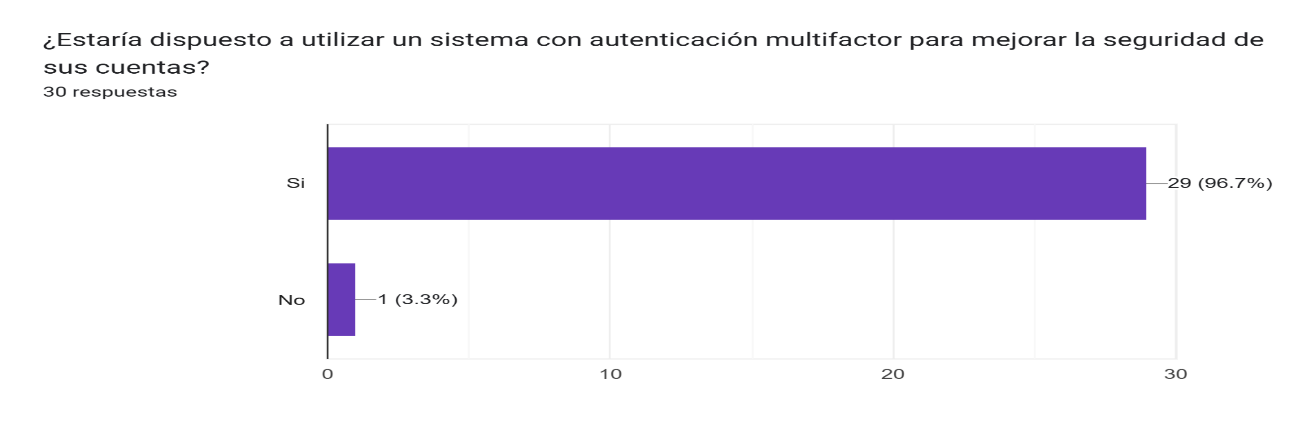 ¿Estaría dispuesto a utilizar un sistema con autenticación multifactor para mejorar la seguridad de
sus cuentas?
30 respuestas
Si
29 (96.7%)
No
1 (3.3%)
0
10
20
30